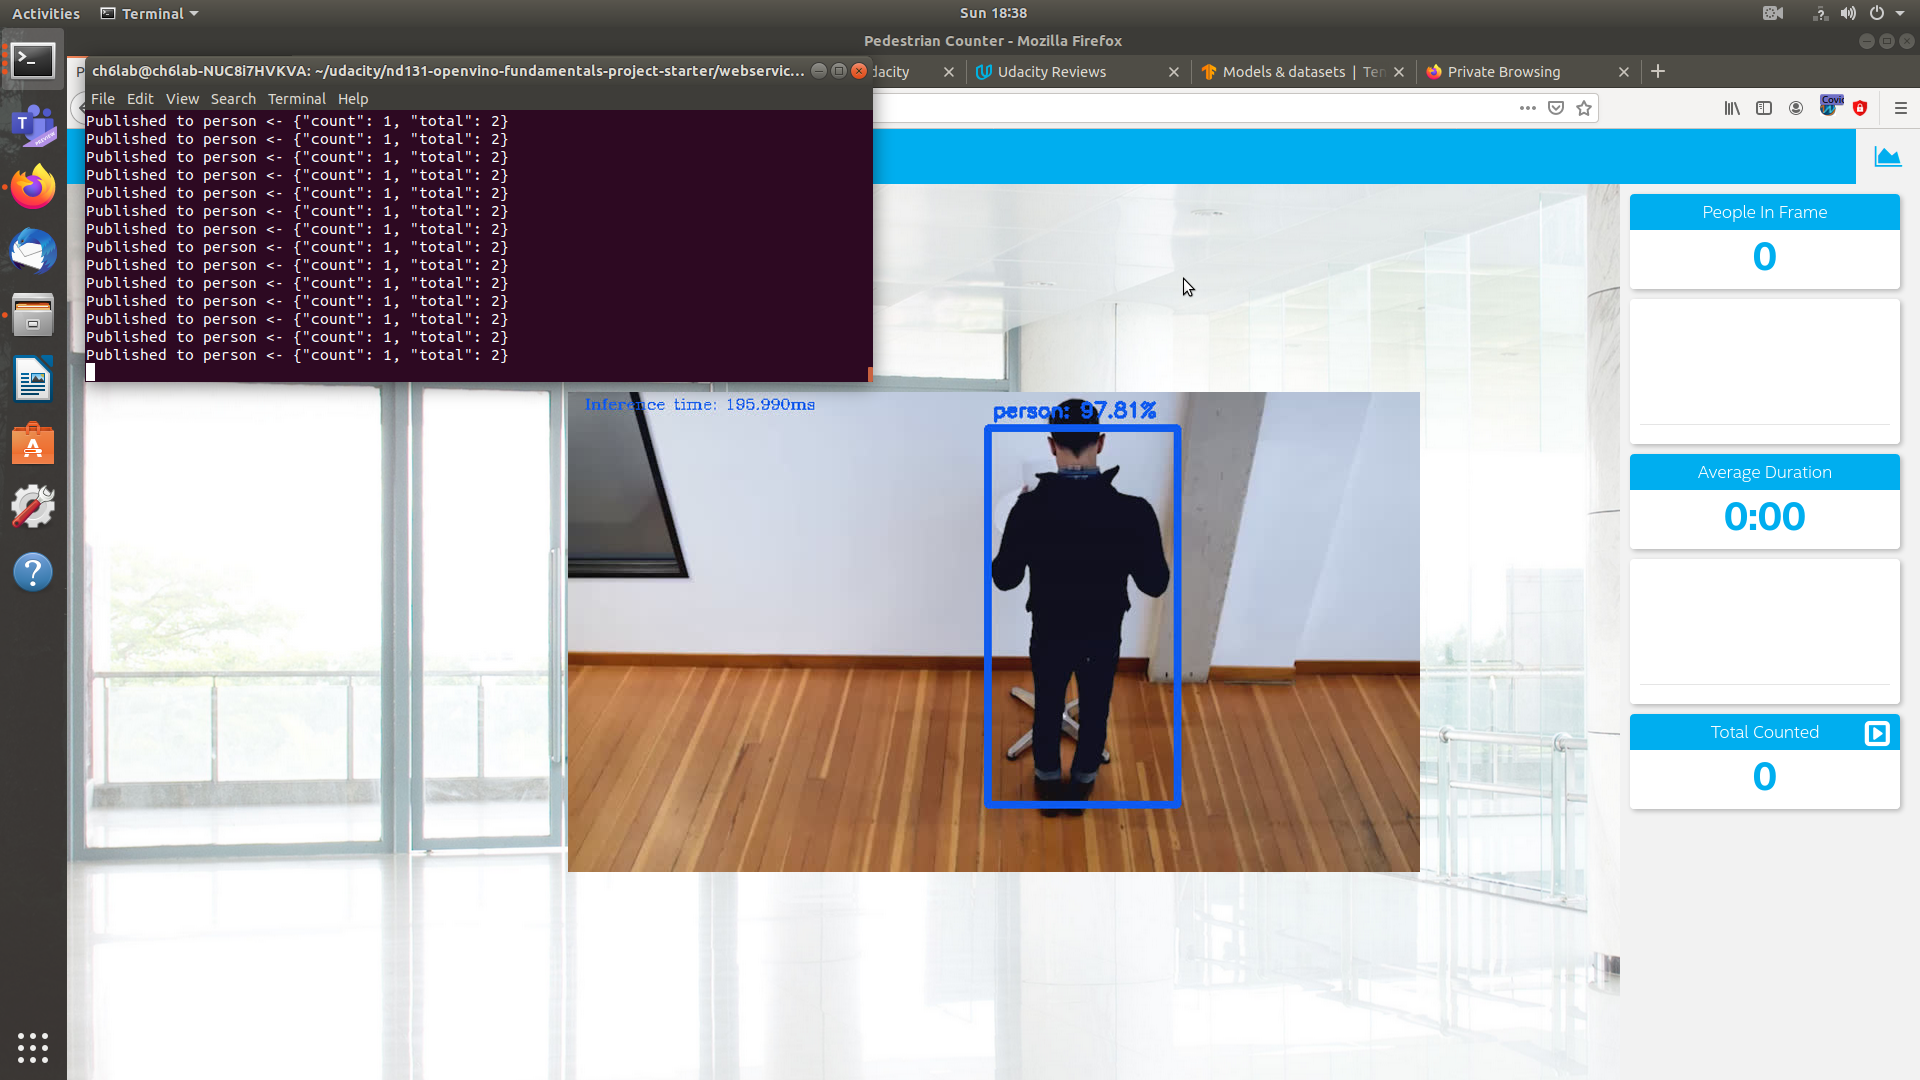 Activities
Terminal
Sun 18:38
Pedestrian Counter - Mozilla Firefox
ch6lab@ch6lab-NUC8i7HVKVA: ~/udacity/nd131-openvino-fundamentals-project-starter/webservic...
dacity
Udacity Reviews
Models & datasets | Ten
Private Browsing
File Edit View Search Terminal Help
Covid
Published to person <- {"count": 1, "total": 2}
Published to person <- {"count": 1, "total": 2}
Published to person <- {"count": 1, "total": 2}
Published to person <- {"count": 1, "total": 2}
Published to person <- {"count": 1, "total": 2}
Published to person <- {"count": 1, "total": 2}
Published to person <- {"count": 1, "total": 2}
Published to person <- {"count": 1, "total": 2}
Published to person <- {"count": 1, "total": 2}
Published to person <- {"count": 1, "total": 2}
Published to person <- {"count": 1, "total": 2}
Published to person <- {"count": 1, "total": 2}
Published to person <- {"count": 1, "total": 2}
Published to person <- {"count": 1, "total": 2}
Inference time: 195.990ms
person: 97.81%
People In Frame
0
Average Duration
0:00
Total Counted
0